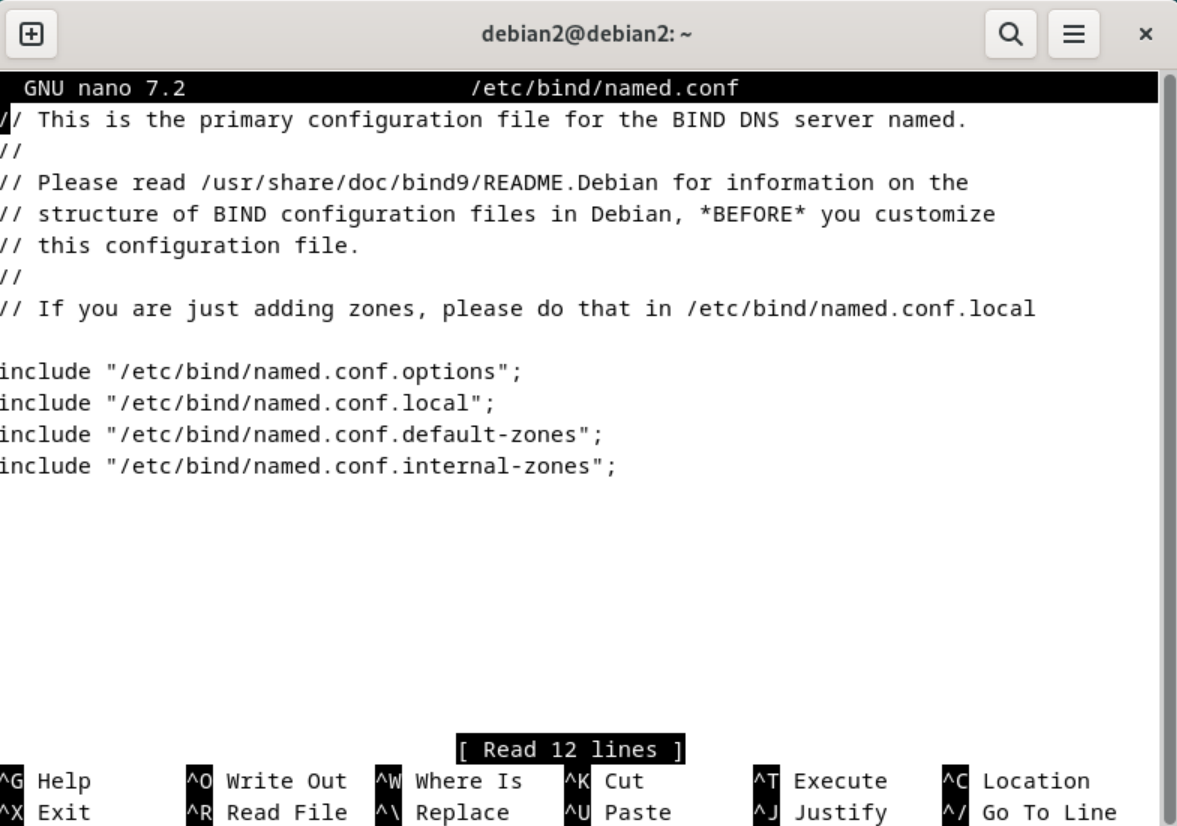 debian2@debian2: ~
GNU nano 7.2 /etc/bind/named.conf
// This is the primary configuration file for the BIND DNS server named.
//
// Please read /usr/share/doc/bind9/README.Debian for information on the
// structure of BIND configuration files in Debian, *BEFORE* you customize
// this configuration file.
//
// If you are just adding zones, please do that in /etc/bind/named.conf.local
include "/etc/bind/named.conf.options";
include "/etc/bind/named.conf.local";
include "/etc/bind/named.conf.default-zones";
include "/etc/bind/named.conf.internal-zones";
[ Read 12 lines ]
^G Help ^O Write Out ^W Where Is ^K Cut ^T Execute ^C Location
^X Exit ^R Read File ^\ Replace ^U Paste ^J Justify ^/ Go To Line